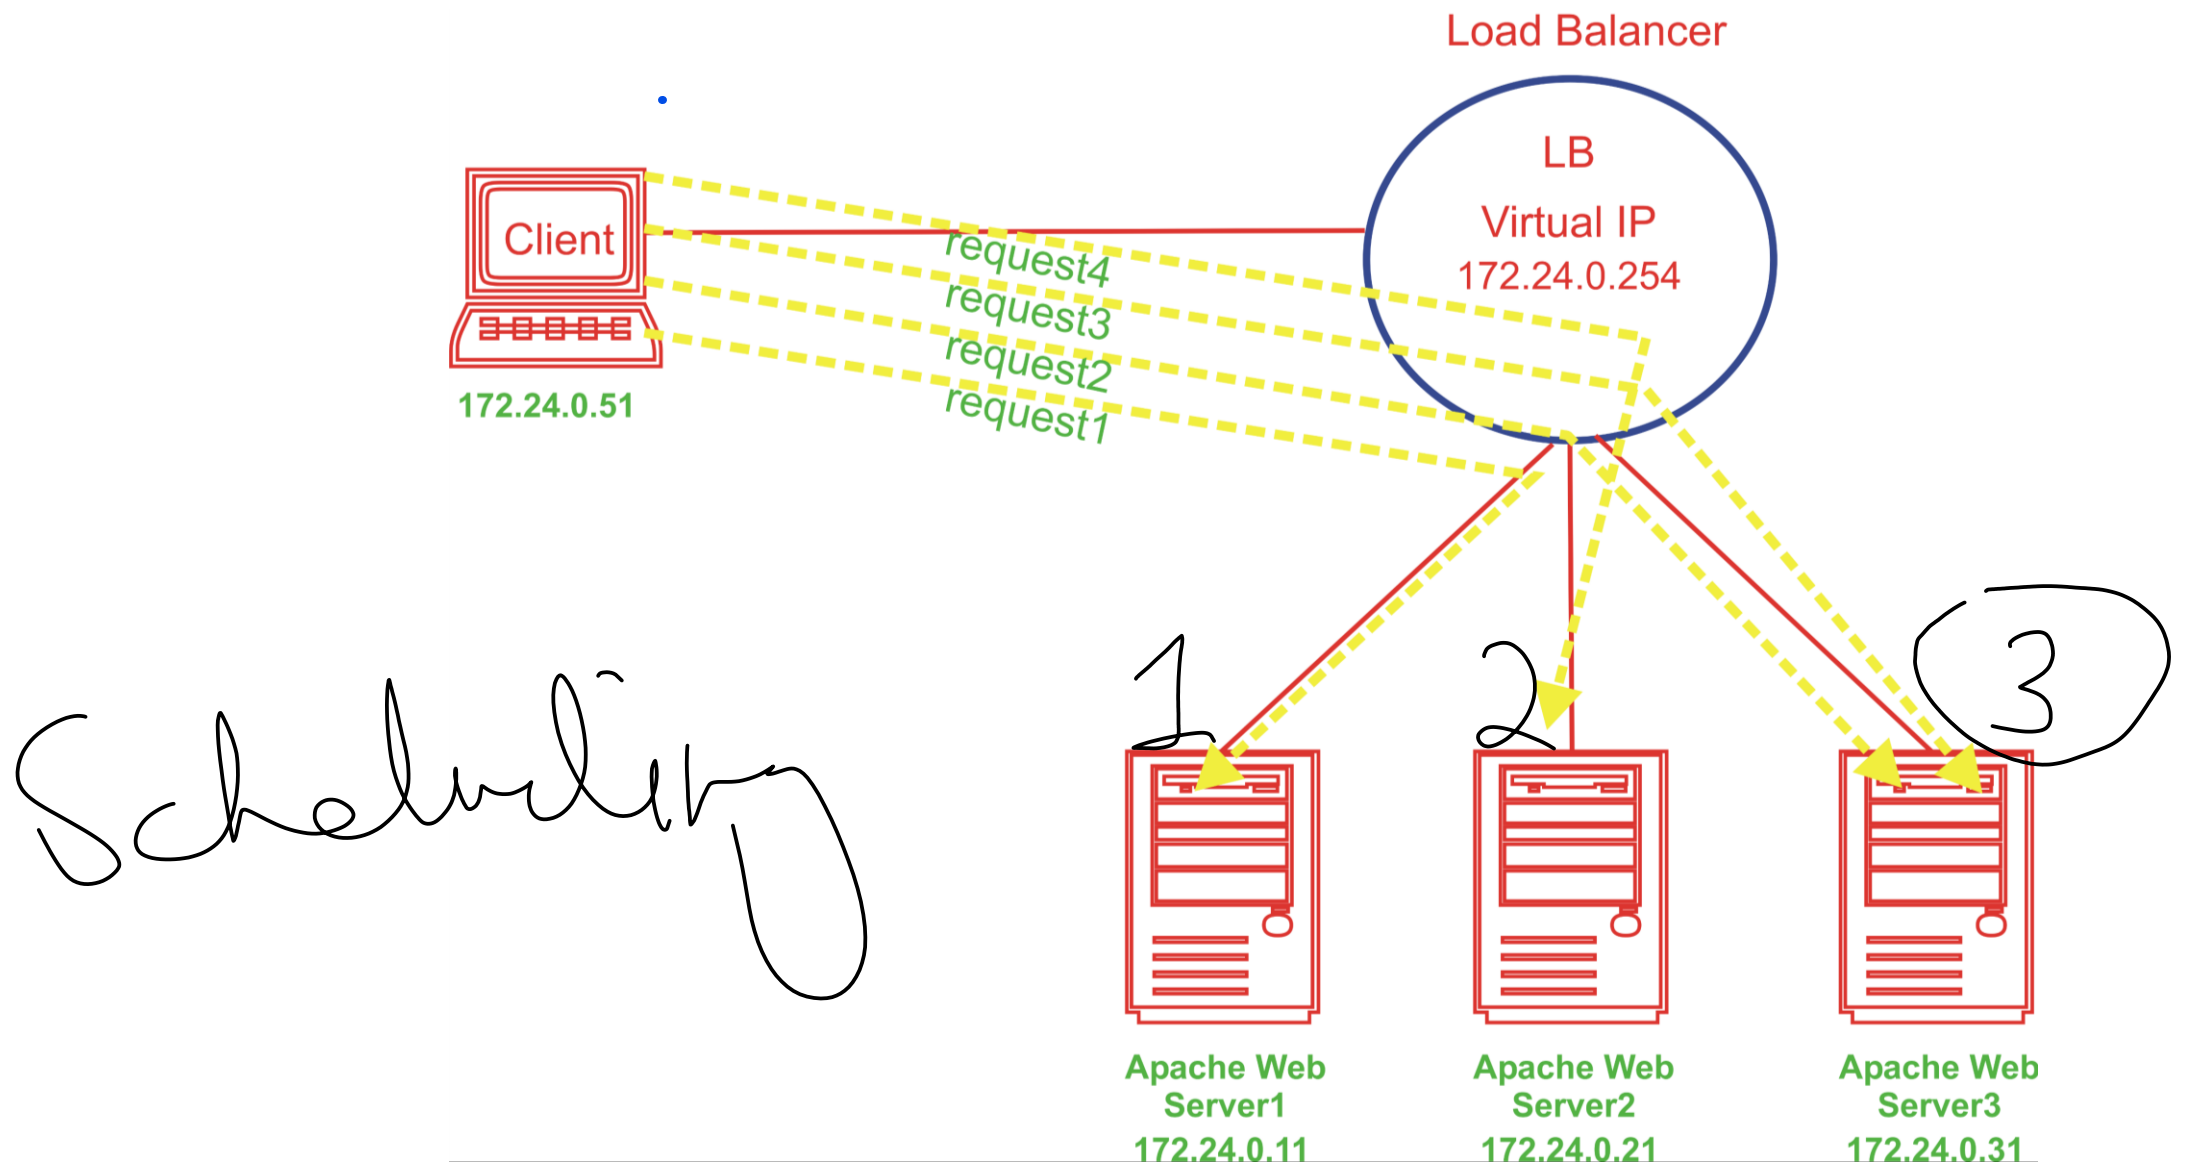 Load Balancer
LB
Virtual IP
172.24.0.254
Client
172.24.0.51
request4
request3
request2
request1
1
2
3
Scheduling
Apache Web
Server1
172.24.0.11
Apache Web
Server2
172.24.0.21
Apache Web
Server3
172.24.0.31